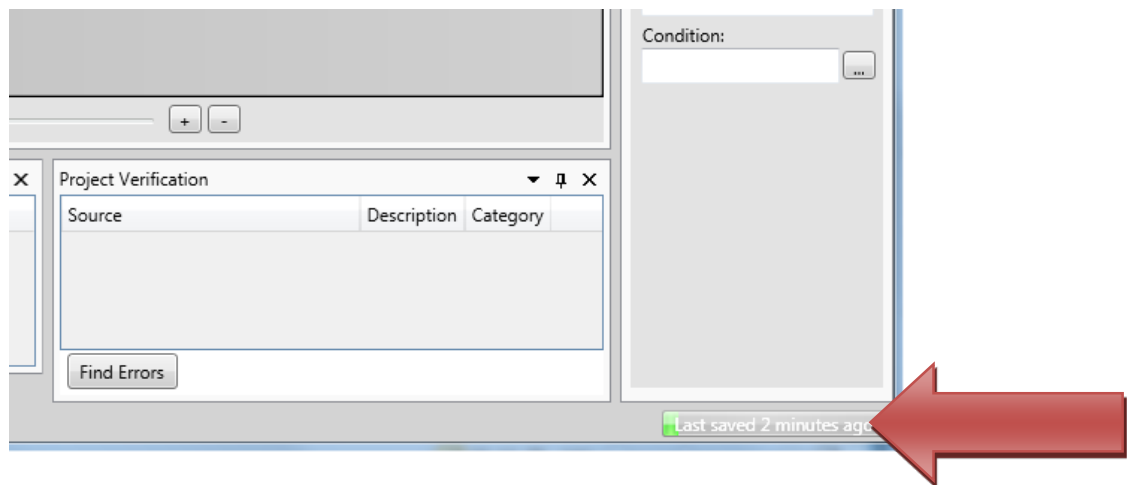 Condition:
...
+ -
Project Verification
Source Description Category
Find Errors
Last saved 2 minutes ago